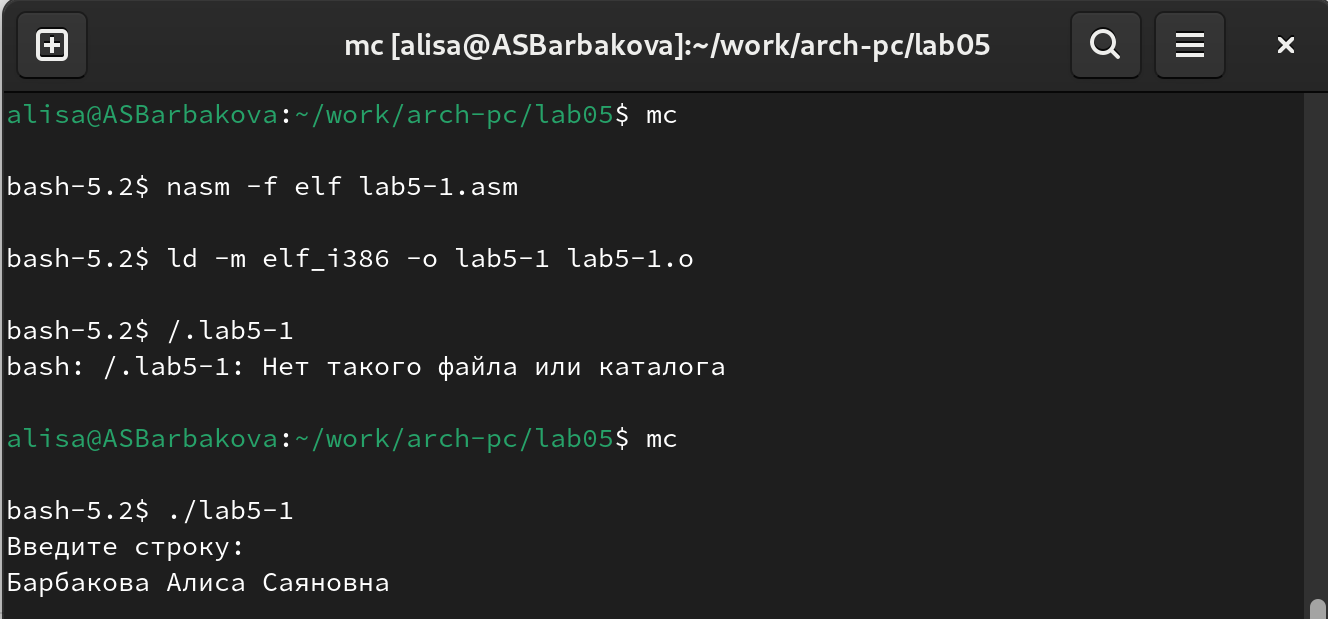 mc [alisa@ASBarbakova]:~/work/arch-pc/lab05
alisa@ASBarbakova:~/work/arch-pc/lab05$ mc
bash-5.2$ nasm -f elf lab5-1.asm
bash-5.2$ ld -m elf_i386 -o lab5-1 lab5-1.o
bash-5.2$ /.lab5-1
bash: /.lab5-1: Нет такого файла или каталога
alisa@ASBarbakova:~/work/arch-pc/lab05$ mc
bash-5.2$ ./lab5-1
Введите строку:
Барбакова Алиса Саяновна